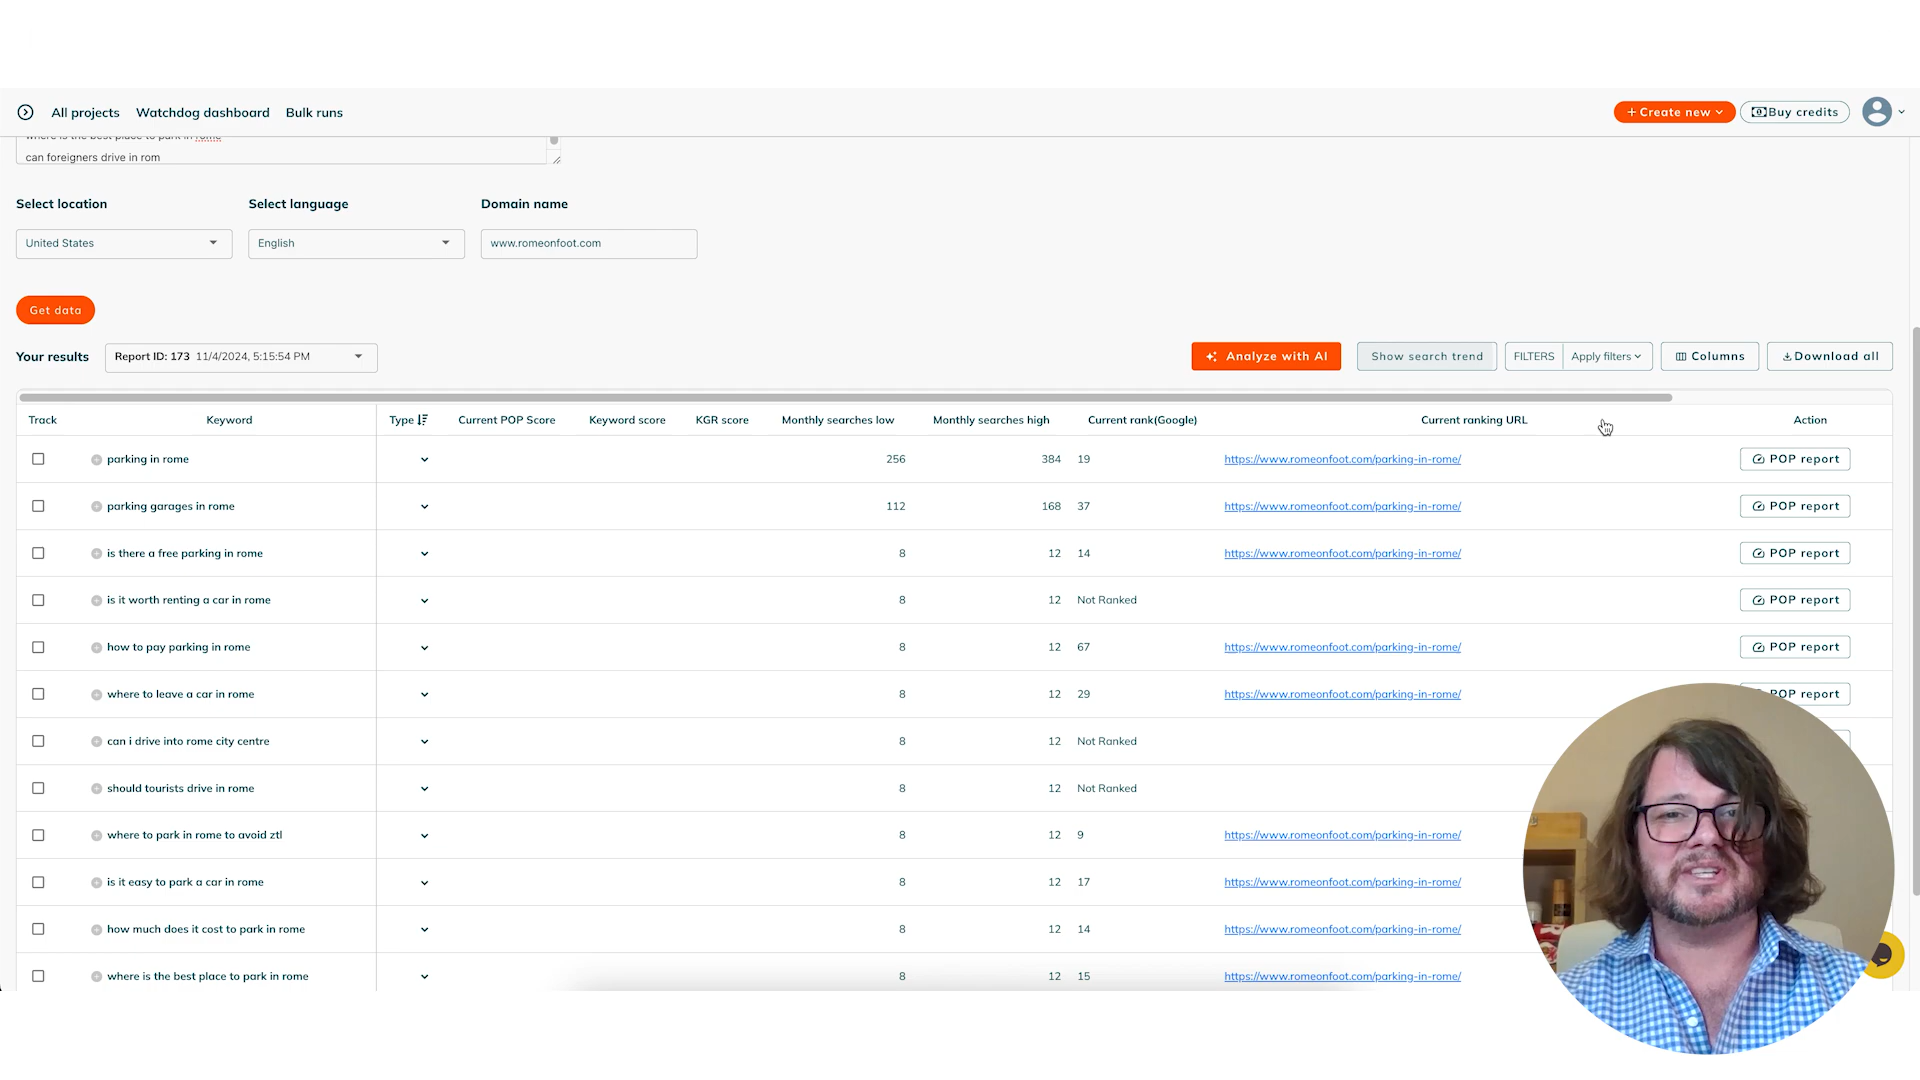 All projects Watchdog dashboard Bulk runs + Create new Buy credits
where is the best place to park in rome
can foreigners drive in rom
Select location Select language Domain name
United States English www.romeonfoot.com
Get data
Your results Report ID: 173 11/4/2024, 5:15:54 PM Analyze with AI Show search trend FILTERS Apply filters Columns Download all
Track Keyword Type Current POP Score Keyword score KGR score Monthly searches low Monthly searches high Current rank(Google) Current ranking URL Action
parking in rome 256 384 19 https://www.romeonfoot.com/parking-in-rome/ POP report
parking garages in rome 112 168 37 https://www.romeonfoot.com/parking-in-rome/ POP report
is there a free parking in rome 8 12 14 https://www.romeonfoot.com/parking-in-rome/ POP report
is it worth renting a car in rome 8 12 Not Ranked POP report
how to pay parking in rome 8 12 67 https://www.romeonfoot.com/parking-in-rome/ POP report
where to leave a car in rome 8 12 29 https://www.romeonfoot.com/parking-in-rome/ POP report
can i drive into rome city centre 8 12 Not Ranked
should tourists drive in rome 8 12 Not Ranked
where to park in rome to avoid ztl 8 12 9 https://www.romeonfoot.com/parking-in-rome/
is it easy to park a car in rome 8 12 17 https://www.romeonfoot.com/parking-in-rome/
how much does it cost to park in rome 8 12 14 https://www.romeonfoot.com/parking-in-rome/
where is the best place to park in rome 8 12 15 https://www.romeonfoot.com/parking-in-rome/